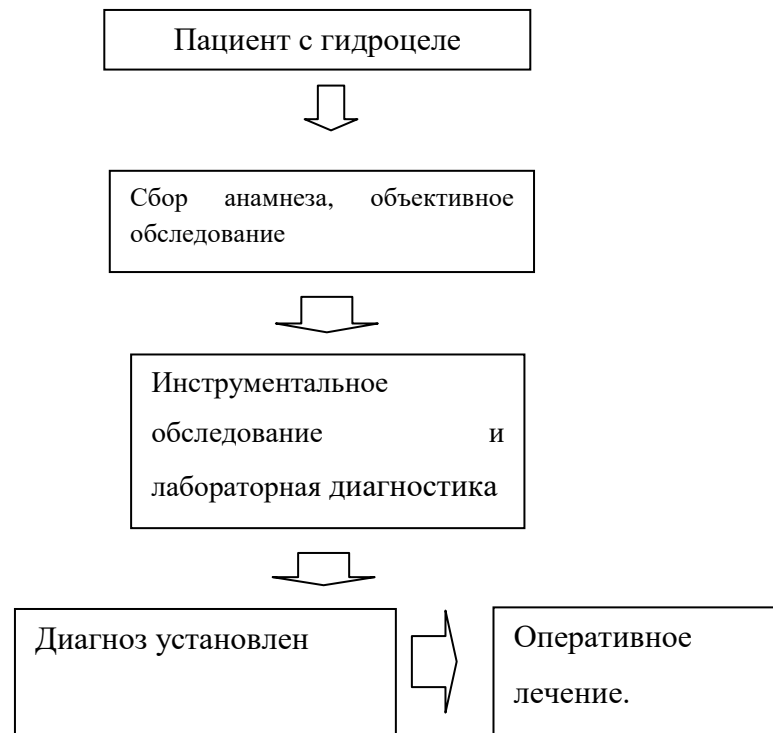 Пациент с гидроцеле
Сбор анамнеза, объективное
обследование
Инструментальное
обследование и
лабораторная диагностика
Диагноз установлен
Оперативное
лечение.